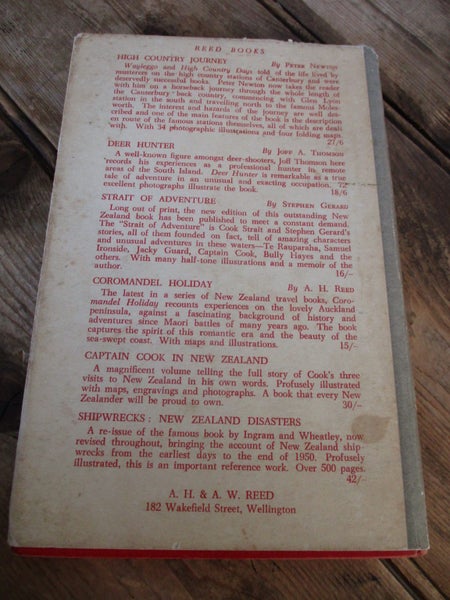 REED BOOKS
HIGH COUNTRY JOURNEY By PETER NEWTON
Wayleggo and High Country Days told of the life lived by
musterers on the high country stations of Canterbury and were
deservedly successful books. Peter Newton now takes the reader
with him on a horseback journey through the whole length of
the Canterbury back country, commencing with Glen Lyon
station in the south and travelling north to the famous Moles-
The interest and hazards of the journey are well des-
cribed and one of the main features of the book is the description
en route of the famous stations themselves, all of which are dealt
with. With 34 photographic illustrations and four folding maps.
27/6
DEER HUNTER By JOFF A. THOMSON
A well-known figure amongst deer-shooters, Joff Thomson here
records his experiences as a professional hunter in remote
areas of the South Island. Deer Hunter is remarkable as a true
tale of adventure in an unusual and exacting occupation. 72
excellent photographs illustrate the book. 18/6
STRAIT OF ADVENTURE By STEPHEN GERARD
Long out of print, the new edition of this outstanding New
Zealand book has been published to meet a constant demand.
The "Strait of Adventure" is Cook Strait and Stephen Gerard's
stories, all of them founded on fact, tell of amazing characters
and unusual adventures in these waters—Te Rauparaha, Samuel
Ironside, Jacky Guard, Captain Cook, Bully Hayes and the
others. With many half-tone illustrations and a memoir of the
author. 16/-
COROMANDEL HOLIDAY By A. H. REED
The latest in a series of New Zealand travel books, Coro-
mandel Holiday recounts experiences on the lovely Auckland
peninsula, against a fascinating background of history and
adventures since Maori battles of many years ago. The book
captures the spirit of this romantic era and the beauty of the
sea-swept coast. With maps and illustrations. 15/-
CAPTAIN COOK IN NEW ZEALAND
A magnificent volume telling the full story of Cook's three
visits to New Zealand in his own words. Profusely illustrated
with maps, engravings and photographs. A book that every New
Zealander will be proud to own. 30/-
SHIPWRECKS: NEW ZEALAND DISASTERS
A re-issue of the famous book by Ingram and Wheatley, now
revised throughout, bringing the account of New Zealand ship-
wrecks from the earliest days to the end of 1950. Profusely
illustrated, this is an important reference work. Over 500 pages.
42/-
A. H. & A. W. REED
182 Wakefield Street, Wellington